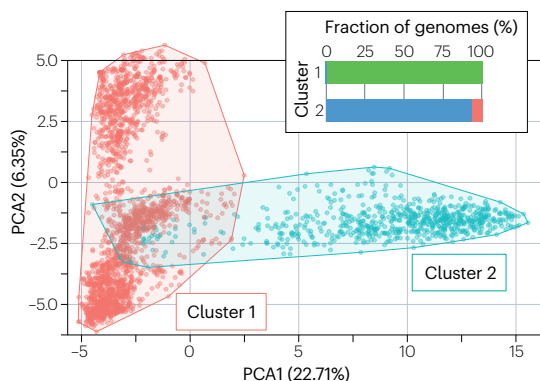 Fraction of genomes (%)
0 25 50 75 100
Cluster
1
2
PCA2 (6.35%)
5.0
2.5
0
−2.5
−5.0
Cluster 2
Cluster 1
−5 0 5 10 15
PCA1 (22.71%)